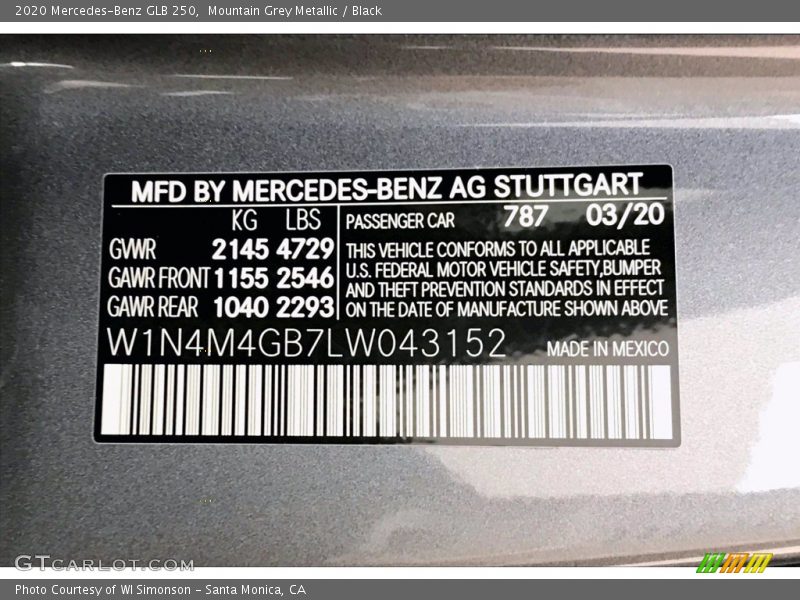 2020 Mercedes-Benz GLB 250, Mountain Grey Metallic / Black
MFD BY MERCEDES-BENZ AG STUTTGART
KG LBS PASSENGER CAR 787 03/20
GWR 2145 4729
GAWR FRONT 1155 2546
GAWR REAR 1040 2293
THIS VEHICLE CONFORMS TO ALL APPLICABLE
U.S. FEDERAL MOTOR VEHICLE SAFETY,BUMPER
AND THEFT PREVENTION STANDARDS IN EFFECT
ON THE DATE OF MANUFACTURE SHOWN ABOVE
W1N4M4GB7LW043152 MADE IN MEXICO
GTcarlot.com
Photo Courtesy of WI Simonson - Santa Monica, CA